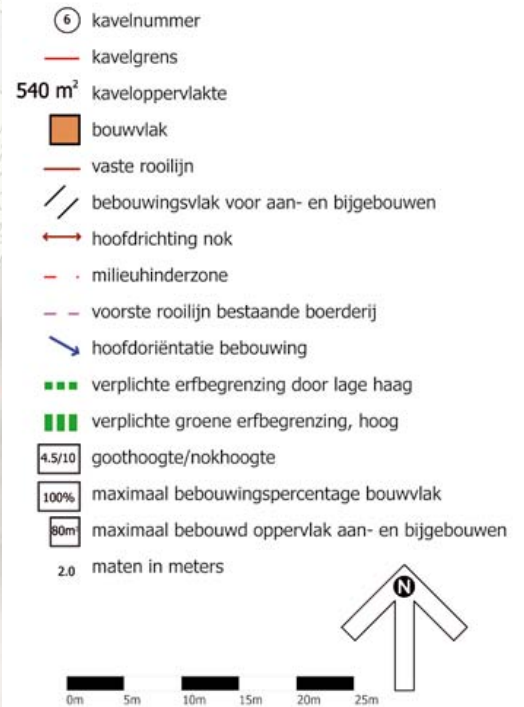 6 kavelnummer
kavelgrens
540 m² kaveloppervlakte
bouwvlak
vaste rooilijn
bebouwingsvlak voor aan- en bijgebouwen
hoofdrichting nok
milieuhinderzone
voorste rooilijn bestaande boerderij
hoofdoriëntatie bebouwing
verplichte erfbegrenzing door lage haag
verplichte groene erfbegrenzing, hoog
4.5/10 goothoogte/nokhoogte
100% maximaal bebouwingspercentage bouwvlak
80m² maximaal bebouwd oppervlak aan- en bijgebouwen
2.0 maten in meters
N
0m 5m 10m 15m 20m 25m